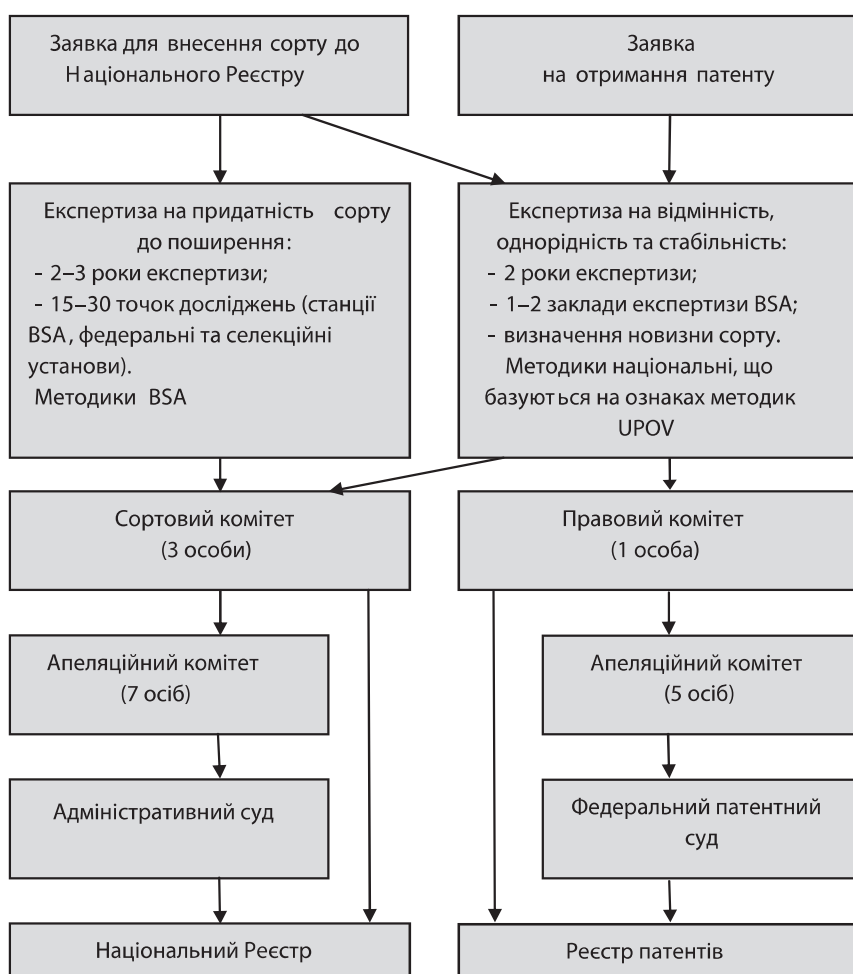 Заявка для внесення сорту до
Національного Реєстру
Заявка
на отримання патенту
Експертиза на придатність сорту
до поширення:
- 2–3 роки експертизи;
- 15–30 точок досліджень (станції
BSA, федеральні та селекційні
установи).
Методики BSA
Експертиза на відмінність,
однорідність та стабільність:
- 2 роки експертизи;
- 1–2 заклади експертизи BSA;
- визначення новизни сорту.
Методики національні, що
базуються на ознаках методик
UPOV
Сортовий комітет
(3 особи)
Правовий комітет
(1 особа)
Апеляційний комітет
(7 осіб)
Апеляційний комітет
(5 осіб)
Адміністративний суд
Федеральний патентний
суд
Національний Реєстр
Реєстр патентів